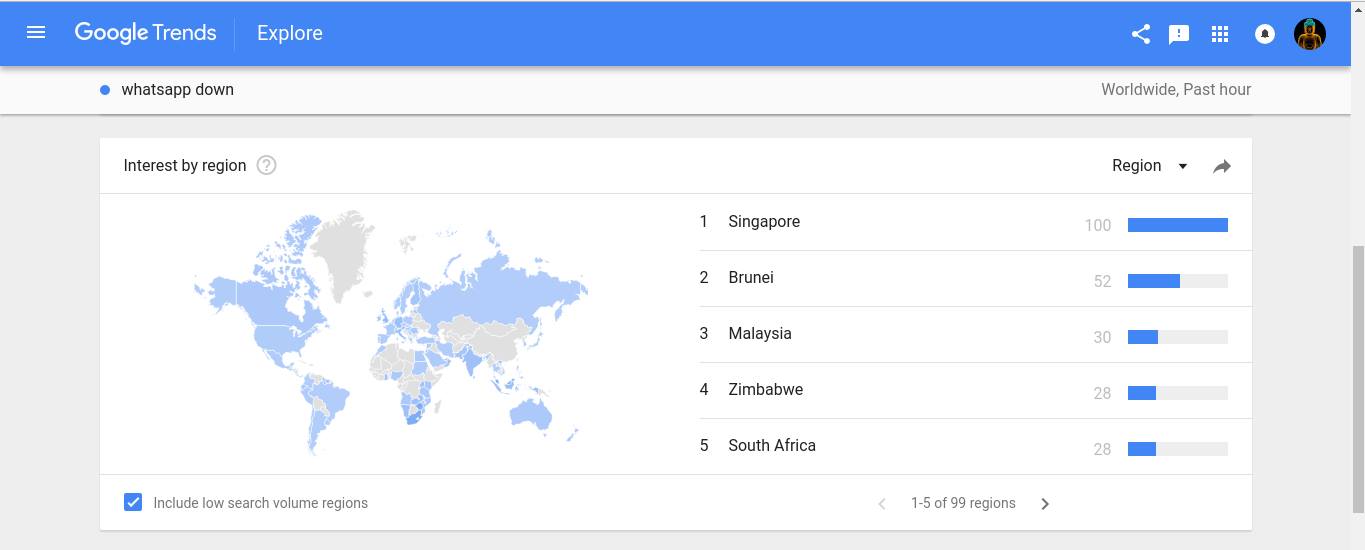 Google Trends Explore
whatsapp down Worldwide, Past hour
Interest by region ? Region
1 Singapore 100
2 Brunei 52
3 Malaysia 30
4 Zimbabwe 28
5 South Africa 28
Include low search volume regions 1-5 of 99 regions